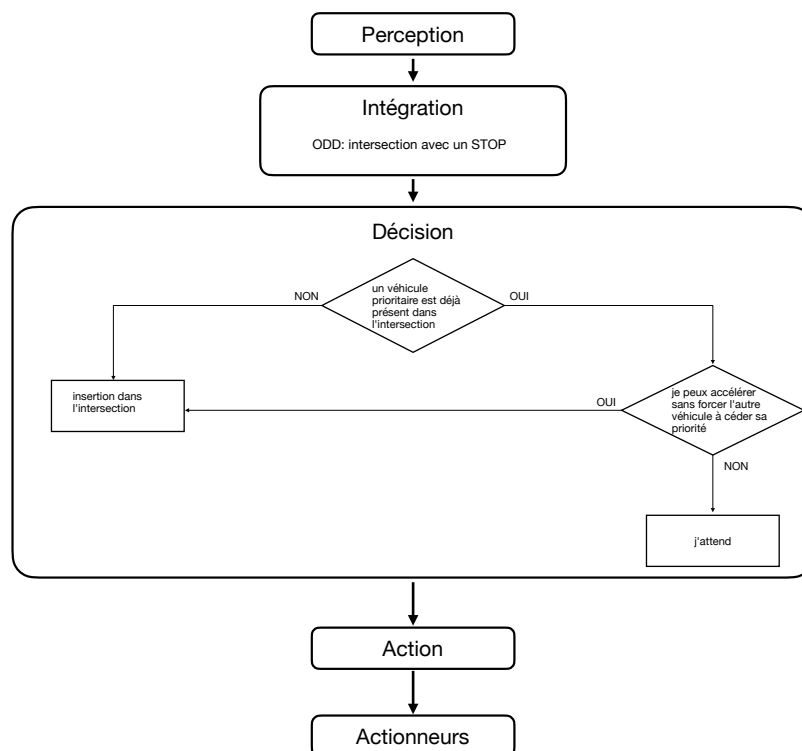 Perception
Intégration
ODD: intersection avec un STOP
Décision
un véhicule
prioritaire est déjà
présent dans
l'intersection
NON
OUI
insertion dans
l'intersection
OUI
je peux accélérer
sans forcer l'autre
véhicule à céder sa
priorité
NON
j'attend
Action
Actionneurs